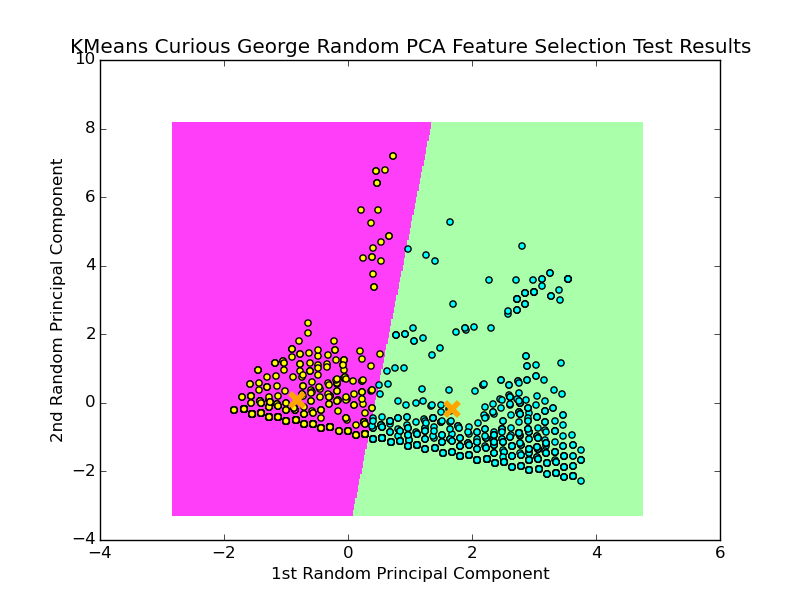 KMeans Curious George Random PCA Feature Selection Test Results
10
8
6
4
2
0
−2
−4
2nd Random Principal Component
−4 −2 0 2 4 6
1st Random Principal Component